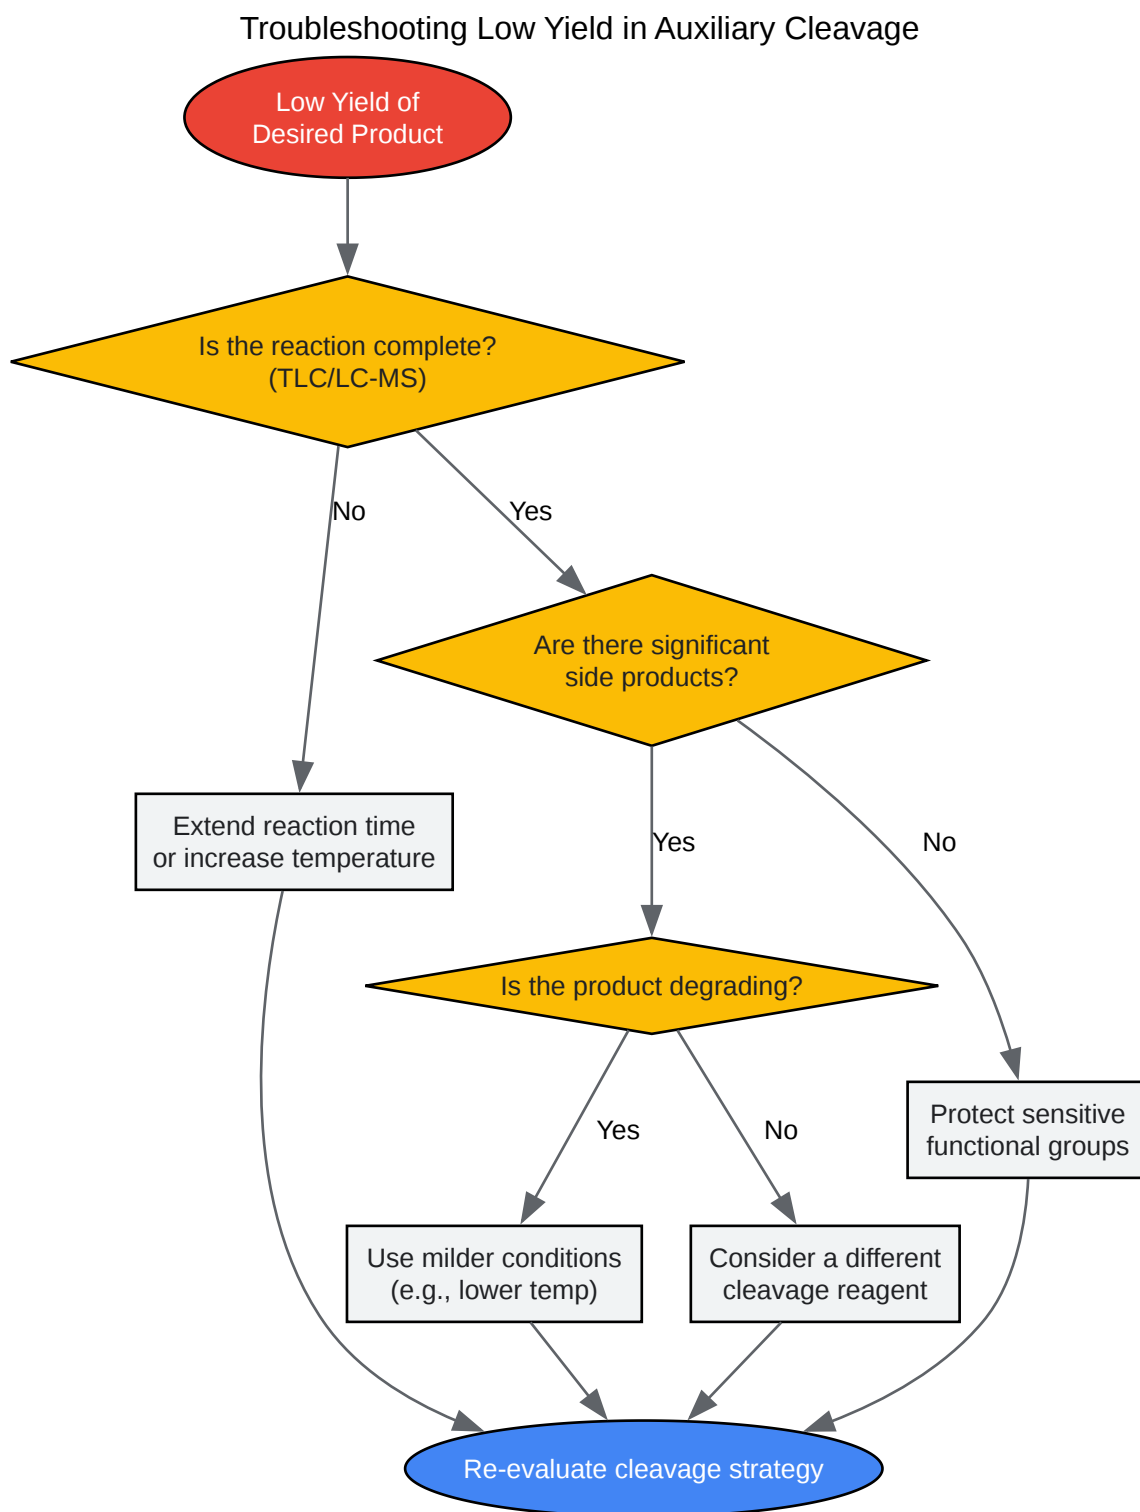 Troubleshooting Low Yield in Auxiliary Cleavage
Low Yield of
Desired Product
Is the reaction complete?
(TLC/LC-MS)
No
Yes
Are there significant
side products?
Extend reaction time
or increase temperature
Yes
No
Is the product degrading?
Protect sensitive
functional groups
Yes
No
Use milder conditions
(e.g., lower temp)
Consider a different
cleavage reagent
Re-evaluate cleavage strategy